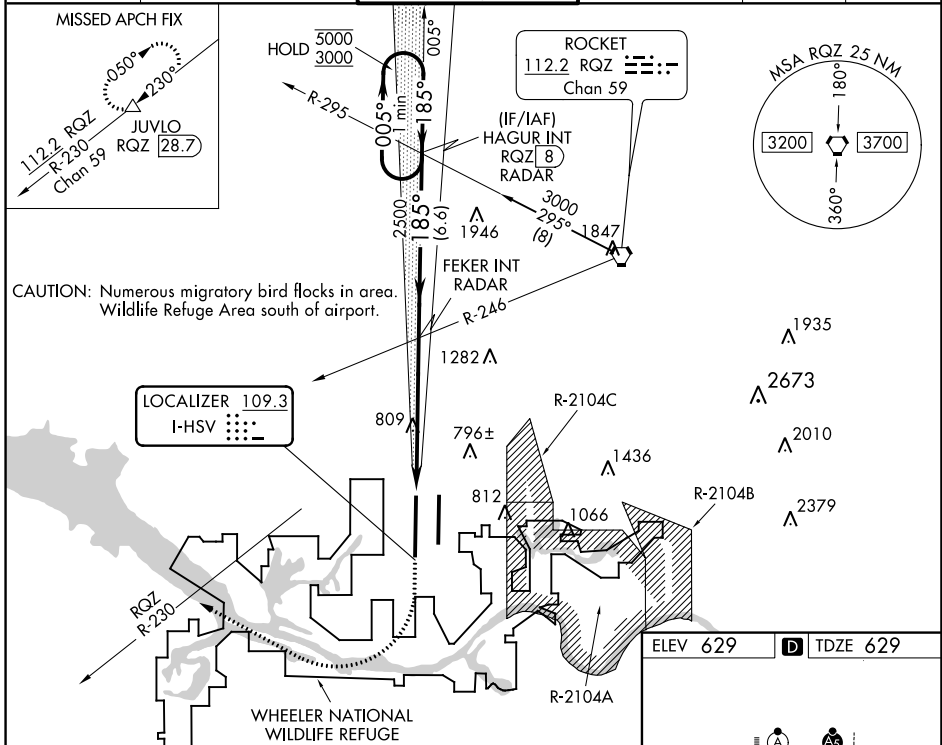 MISSED APCH FIX
050°
230°
112.2 RQZ
R-230
Chan 59
JUVLO
RQZ 28.7
HOLD 5000
3000
005°
R-295
005°
1 min
185°
ROCKET
112.2 RQZ
Chan 59
(IF/IAF)
HAGUR INT
RQZ 8
RADAR
MSA RQZ 25 NM
180°
3200
3700
360°
3000
295°
(8)
1847
2500
185°
(6.6)
1946
FEKER INT
RADAR
R-246
CAUTION: Numerous migratory bird flocks in area.
Wildlife Refuge Area south of airport.
1282
1935
2673
LOCALIZER 109.3
I-HSV
809
796±
R-2104C
1436
2010
812
1066
R-2104B
2379
RQZ
R-230
R-2104A
WHEELER NATIONAL
WILDLIFE REFUGE
ELEV 629
D
TDZE 629
A
A5